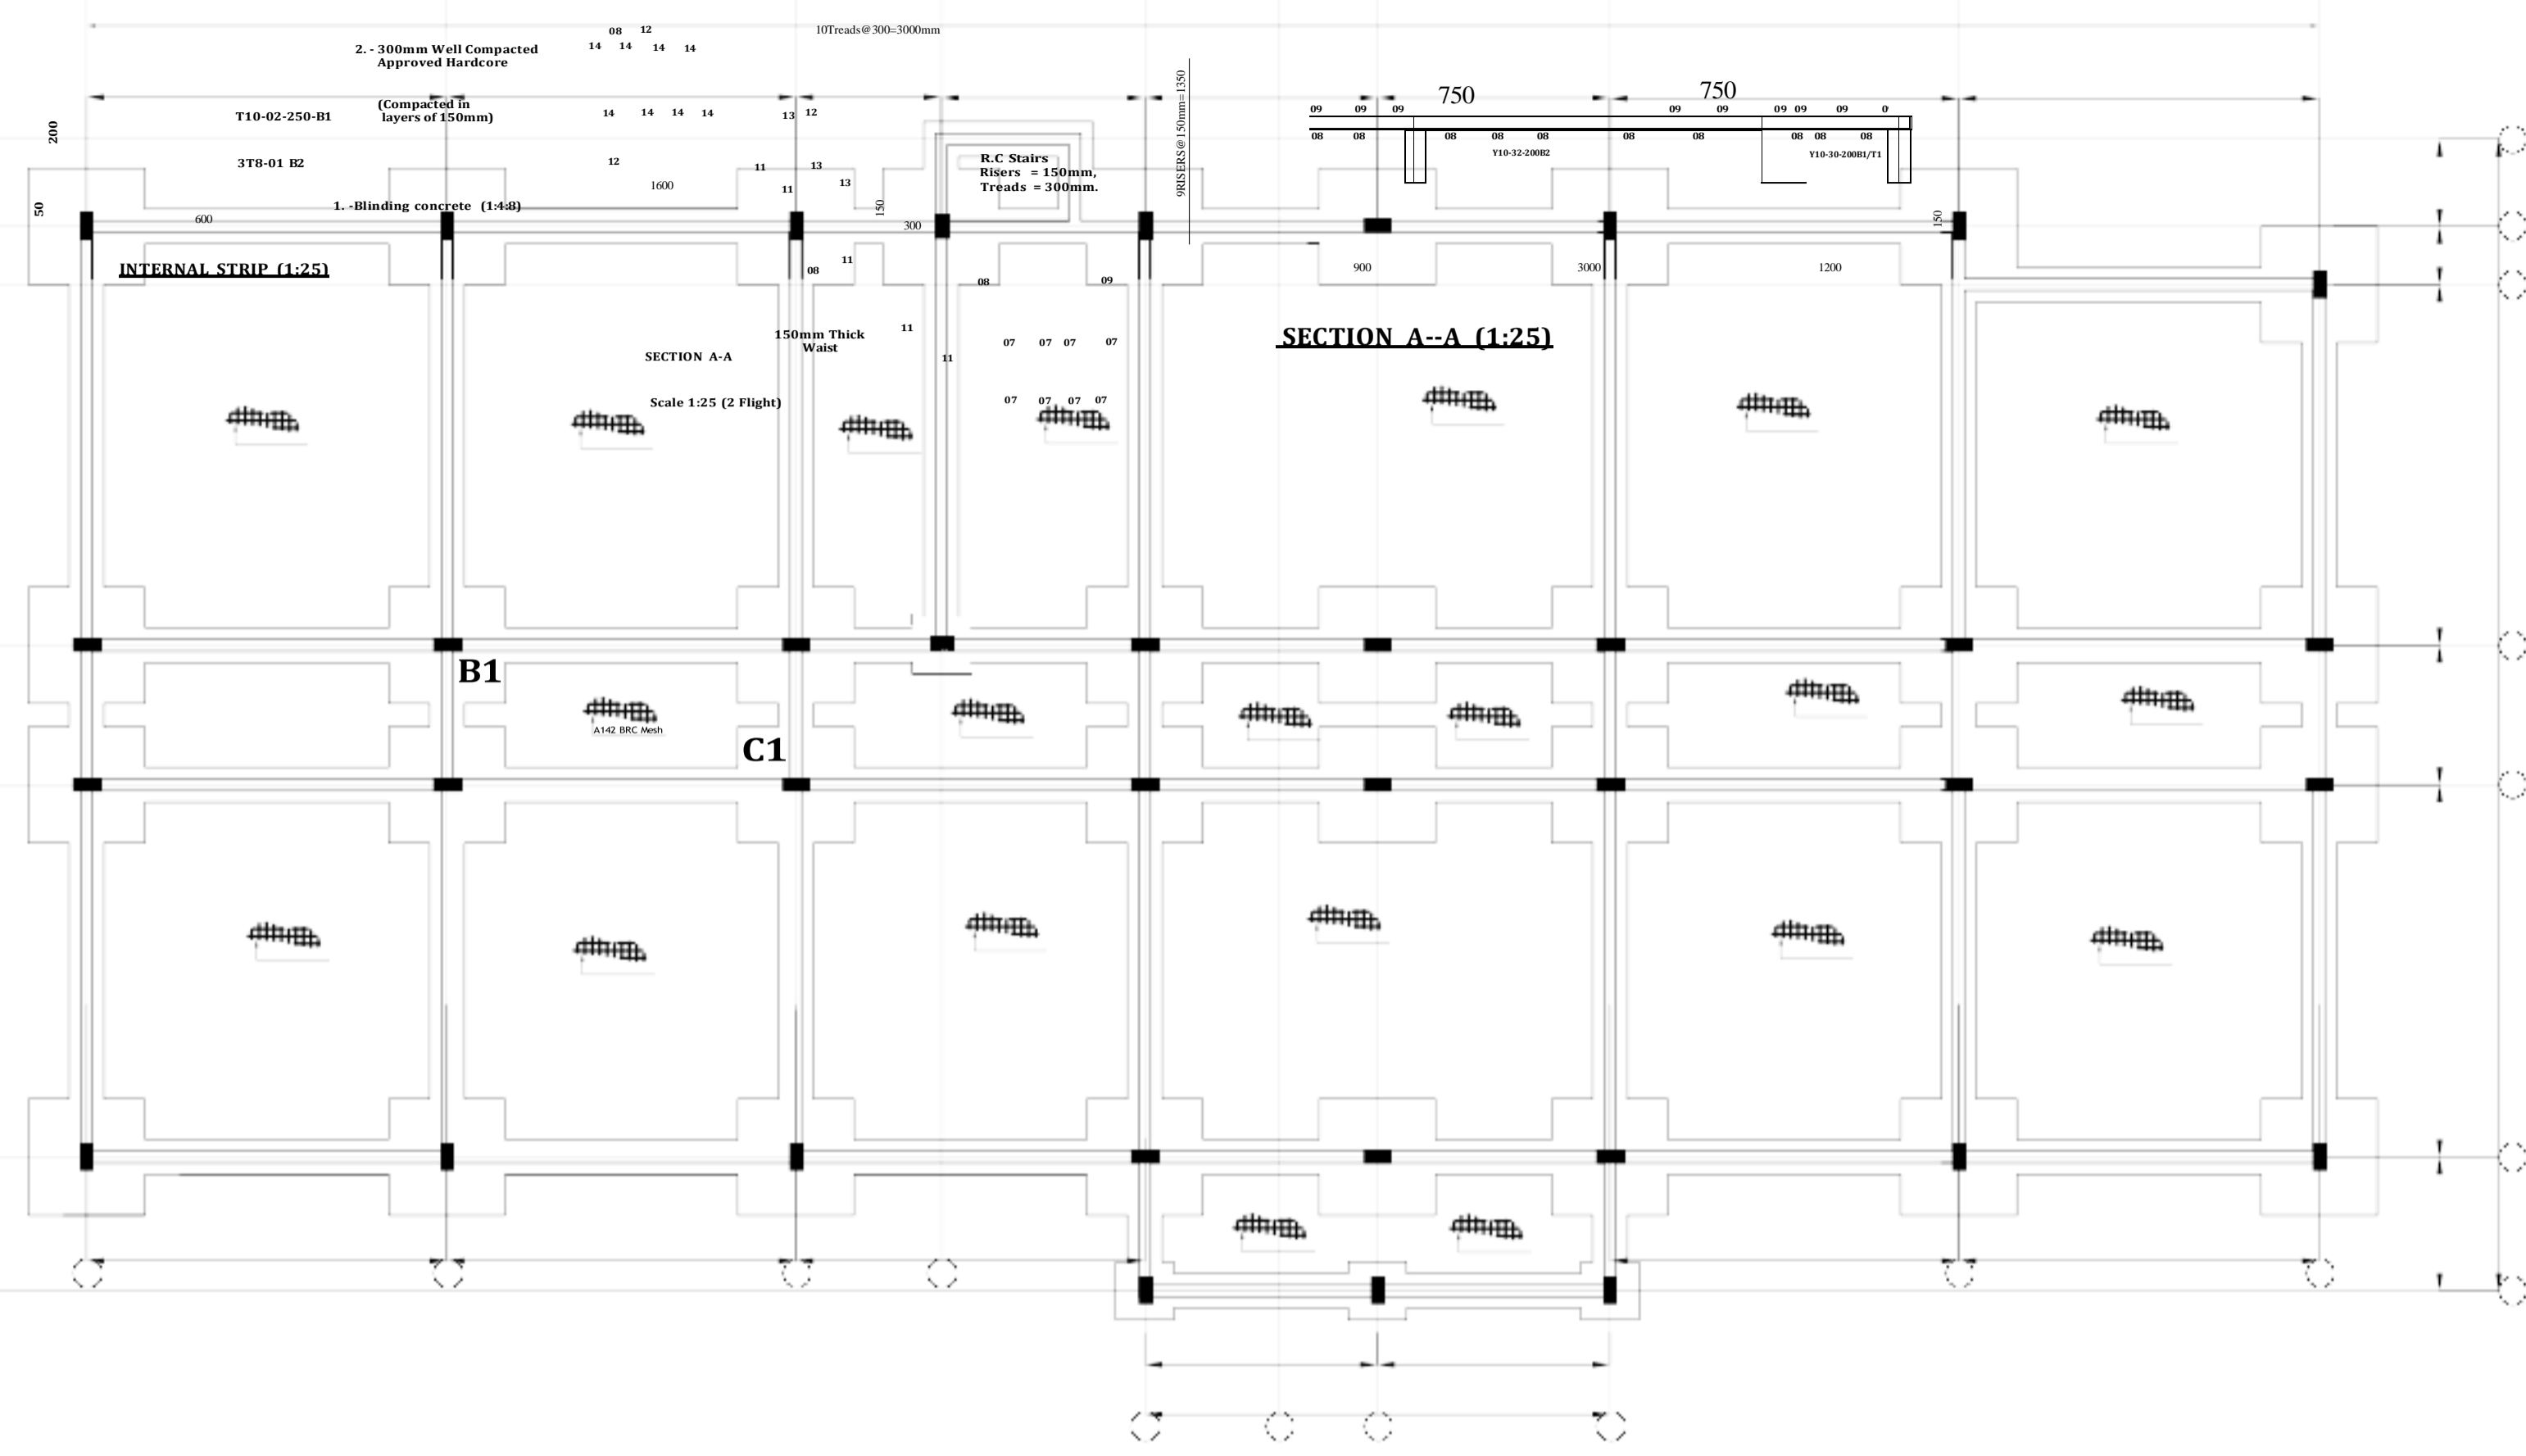 08 12
10Treads@300=3000mm
2. - 300mm Well Compacted
Approved Hardcore
14 14 14 14
9RISERS@150mm=1350
750
750
(Compacted in
layers of 150mm)
T10-02-250-B1
14 14 14 14
13 12
09 09 09 09 09 09 09 09
200
08 08 08 08 08 08 08 08 08 08
3T8-01 B2
12
11 13
R.C Stairs
Risers = 150mm,
Treads = 300mm.
Y10-32-200B2
Y10-30-200B1/T1
1600
11
13
50
1. -Blinding concrete (1:4:8)
150
150
600
300
INTERNAL STRIP (1:25)
08
11
08
09
900
3000
1200
150mm Thick
Waist
11
07 07 07 07
SECTION A--A (1:25)
SECTION A-A
11
Scale 1:25 (2 Flight)
07 07 07 07
B1
A142 BRC Mesh
C1